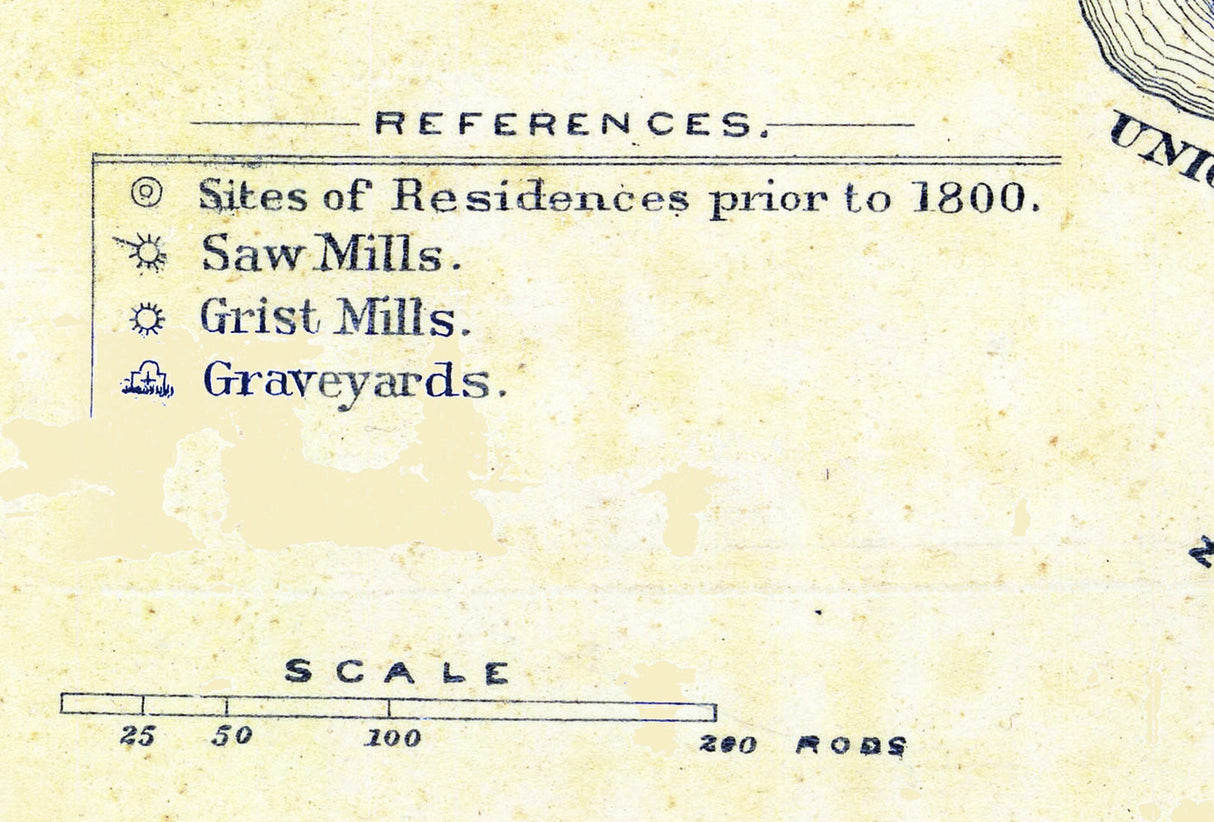 REFERENCES.
Sites of Residences prior to 1800.
Saw Mills.
Grist Mills.
Graveyards.
SCALE
25 50 100 200 RODS